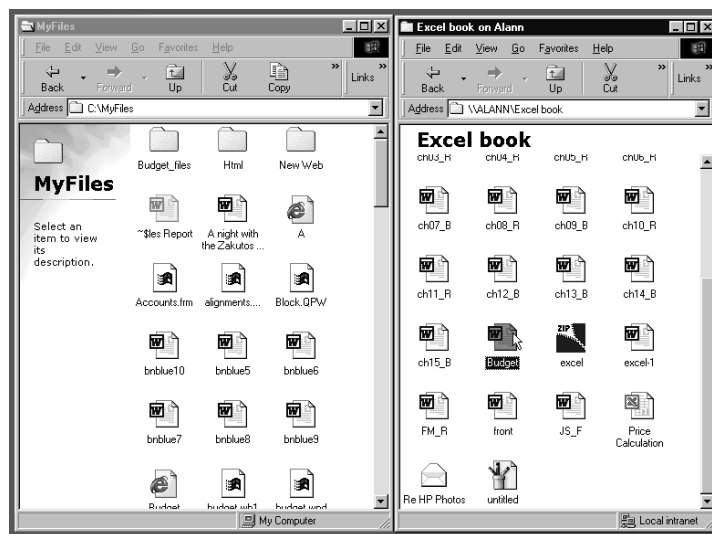 MyFiles
File Edit View Go Favorites Help
Back Forward Up Cut Copy » Links »
Address C:\MyFiles
MyFiles
Select an
item to view
its
description.
Budget_files Html New Web
~$les Report A night with
the Zakutos ... A
Accounts.frm alignments.... Block.QPW
bnblue10 bnblue5 bnblue6
bnblue7 bnblue8 bnblue9
Budget budget.wb1 budget.wpd
My Computer
Excel book on Alann
File Edit View Go Favorites Help
Back Forward Up Cut » Links »
Address \\ALANN\Excel book
Excel book
ch03_R ch04_R ch05_R ch06_R
ch07_B ch08_R ch09_B ch10_R
ch11_R ch12_B ch13_B ch14_B
ZIP
ch15_B Budget excel excel-1
FM_R front JS_F Price
Calculation
Re HP Photos untitled
Local intranet